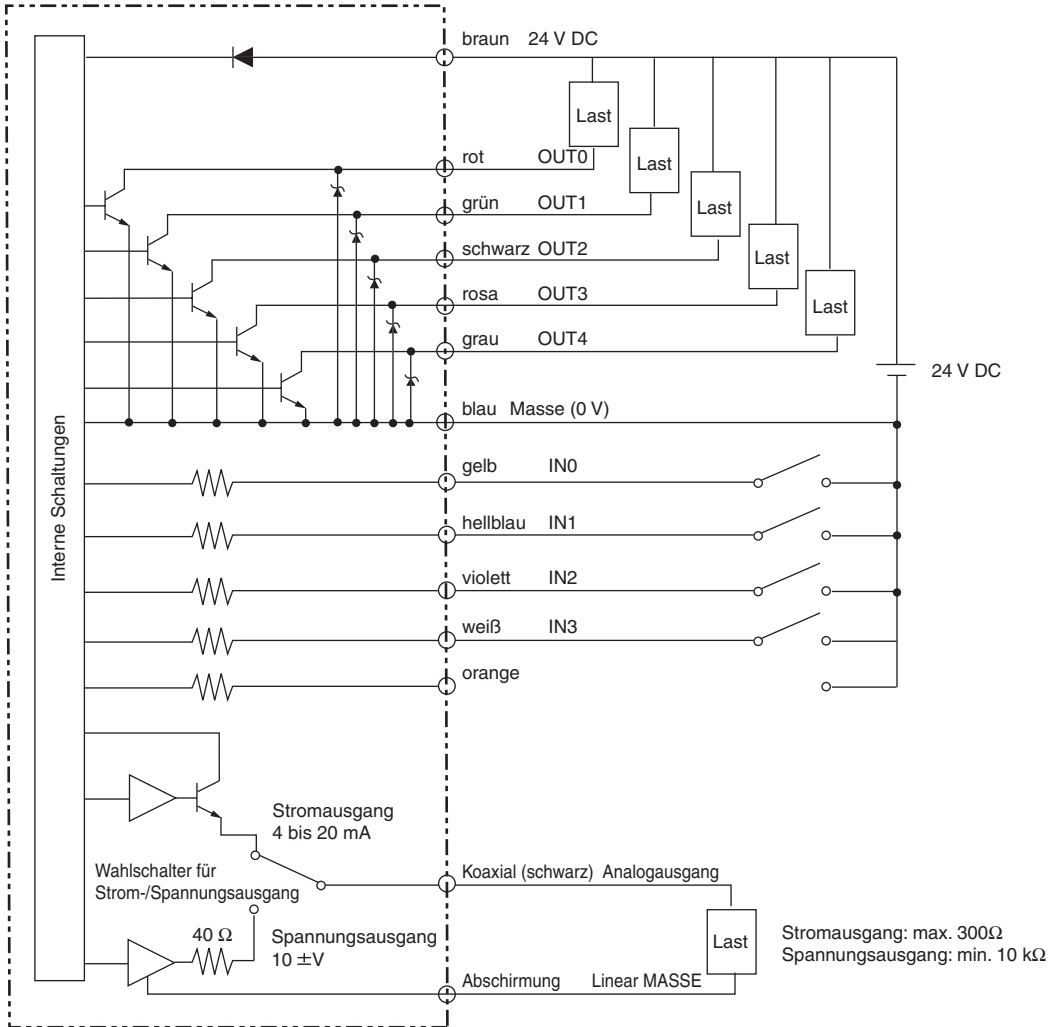 braun 24 V DC
Last
rot OUT0
Last
grün OUT1
Last
schwarz OUT2
Last
rosa OUT3
Last
grau OUT4
24 V DC
blau Masse (0 V)
Interne Schaltungen
gelb IN0
hellblau IN1
violett IN2
weiß IN3
orange
Stromausgang
4 bis 20 mA
Wahlschalter für
Strom-/Spannungsausgang
Koaxial (schwarz) Analogausgang
40 Ω
Spannungsausgang
10 ±V
Last
Stromausgang: max. 300Ω
Spannungsausgang: min. 10 kΩ
Abschirmung Linear MASSE